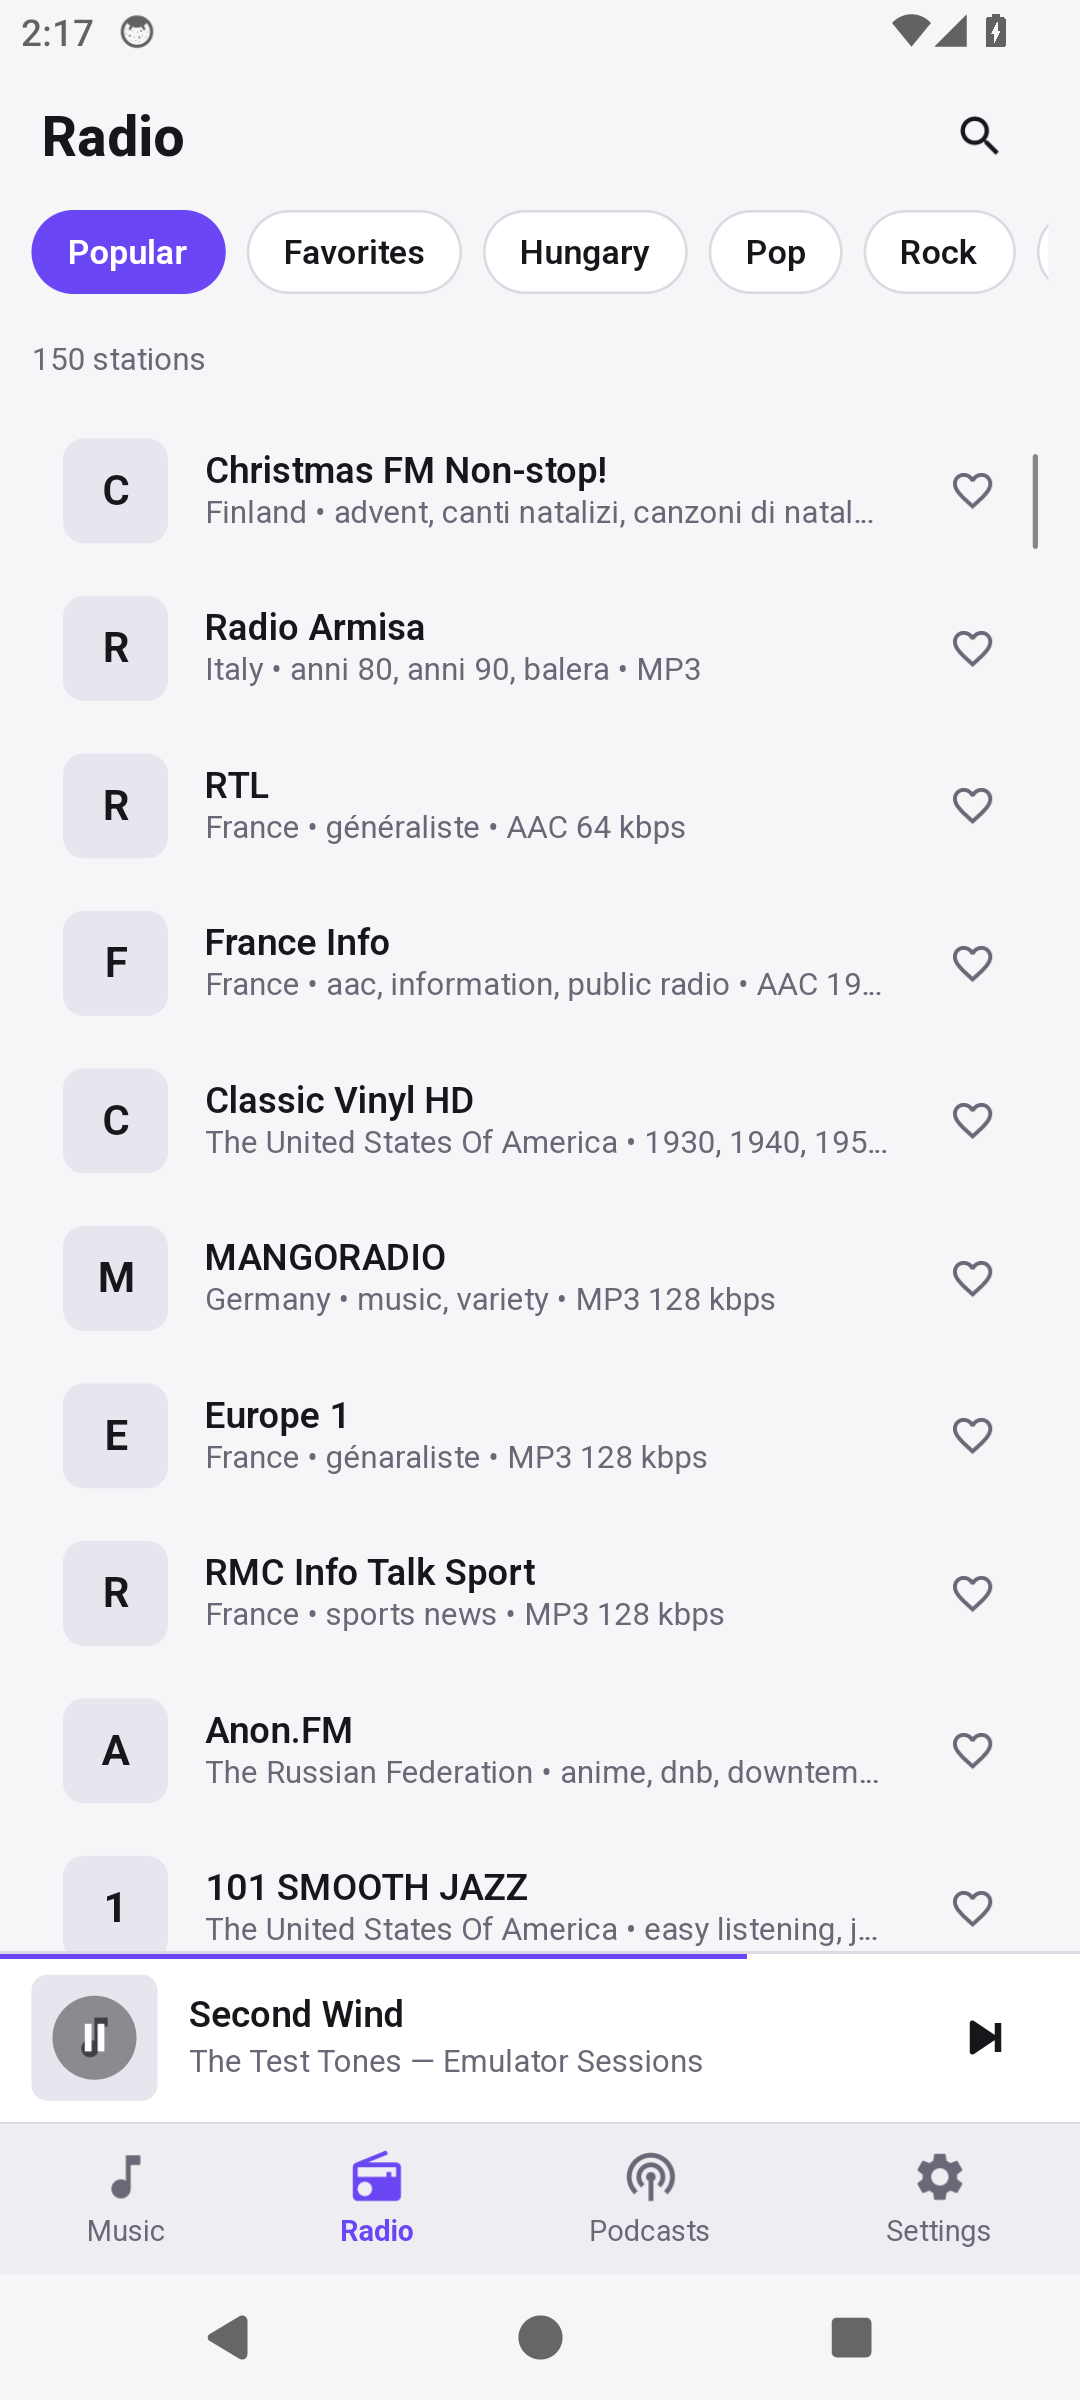 2:17
Radio
Popular
Favorites
Hungary
Pop
Rock
150 stations
C
Christmas FM Non-stop!
Finland • advent, canti natalizi, canzoni di natal…
R
Radio Armisa
Italy • anni 80, anni 90, balera • MP3
R
RTL
France • généraliste • AAC 64 kbps
F
France Info
France • aac, information, public radio • AAC 19…
C
Classic Vinyl HD
The United States Of America • 1930, 1940, 195…
M
MANGORADIO
Germany • music, variety • MP3 128 kbps
E
Europe 1
France • génaraliste • MP3 128 kbps
R
RMC Info Talk Sport
France • sports news • MP3 128 kbps
A
Anon.FM
The Russian Federation • anime, dnb, downtem…
1
101 SMOOTH JAZZ
The United States Of America • easy listening, j…
Second Wind
The Test Tones — Emulator Sessions
Music
Radio
Podcasts
Settings